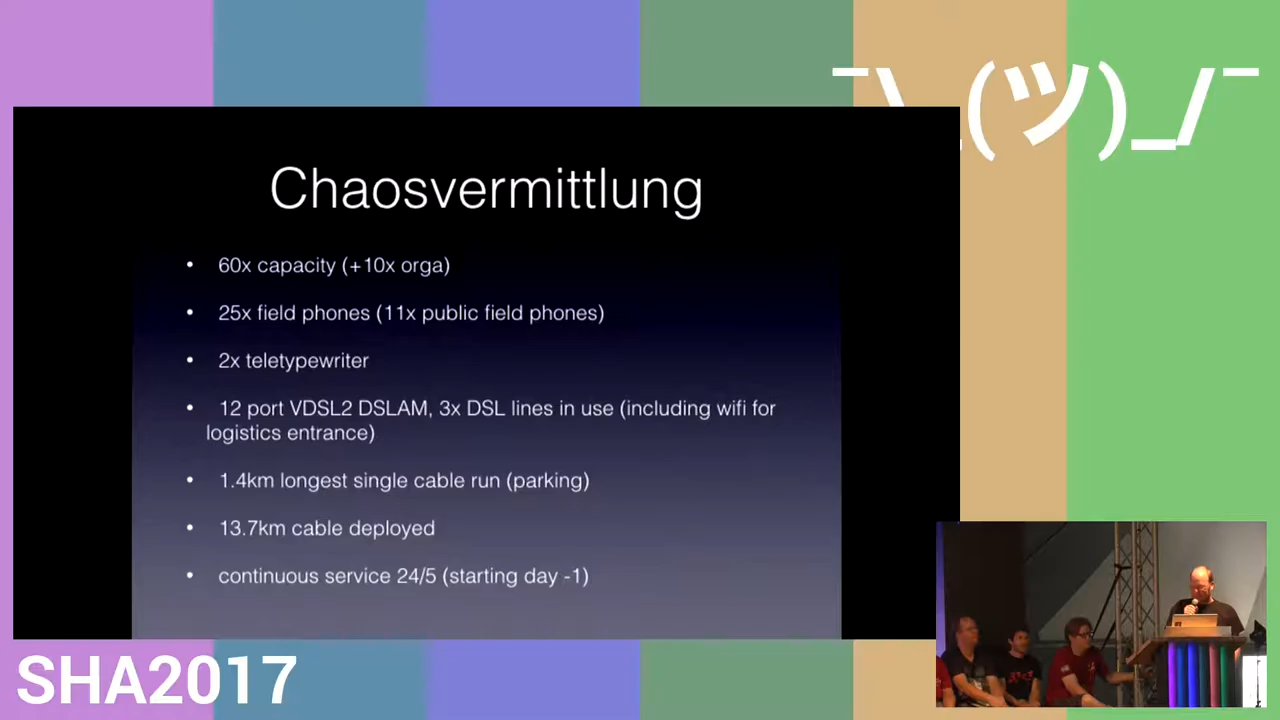 ¯\_(ツ)_/¯
Chaosvermittlung
• 60x capacity (+10x orga)
• 25x field phones (11x public field phones)
• 2x teletypewriter
• 12 port VDSL2 DSLAM, 3x DSL lines in use (including wifi for
logistics entrance)
• 1.4km longest single cable run (parking)
• 13.7km cable deployed
• continuous service 24/5 (starting day -1)
SHA2017